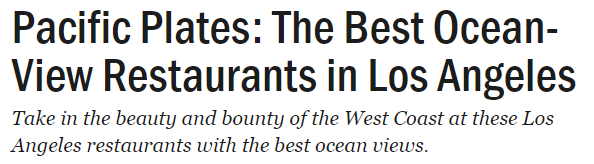 Pacific Plates: The Best Ocean-
View Restaurants in Los Angeles
Take in the beauty and bounty of the West Coast at these Los
Angeles restaurants with the best ocean views.